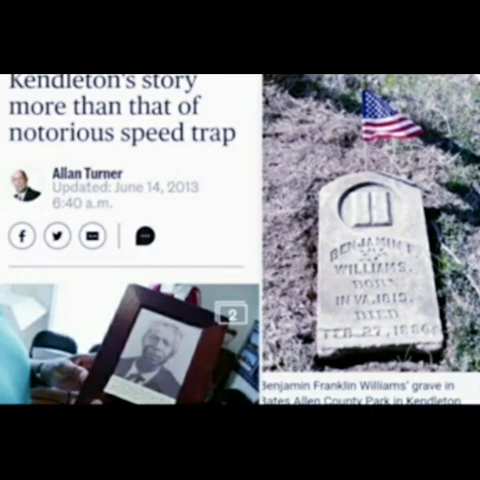 Kendleton's story
more than that of
notorious speed trap
Allan Turner
Updated: June 14, 2013
6:40 a.m.
2
BENJAMIN F.
WILLIAMS.
BORN
IN VA. 1819.
DIED
FEB. 27, 1886
Benjamin Franklin Williams' grave in
Bates Allen County Park in Kendleton